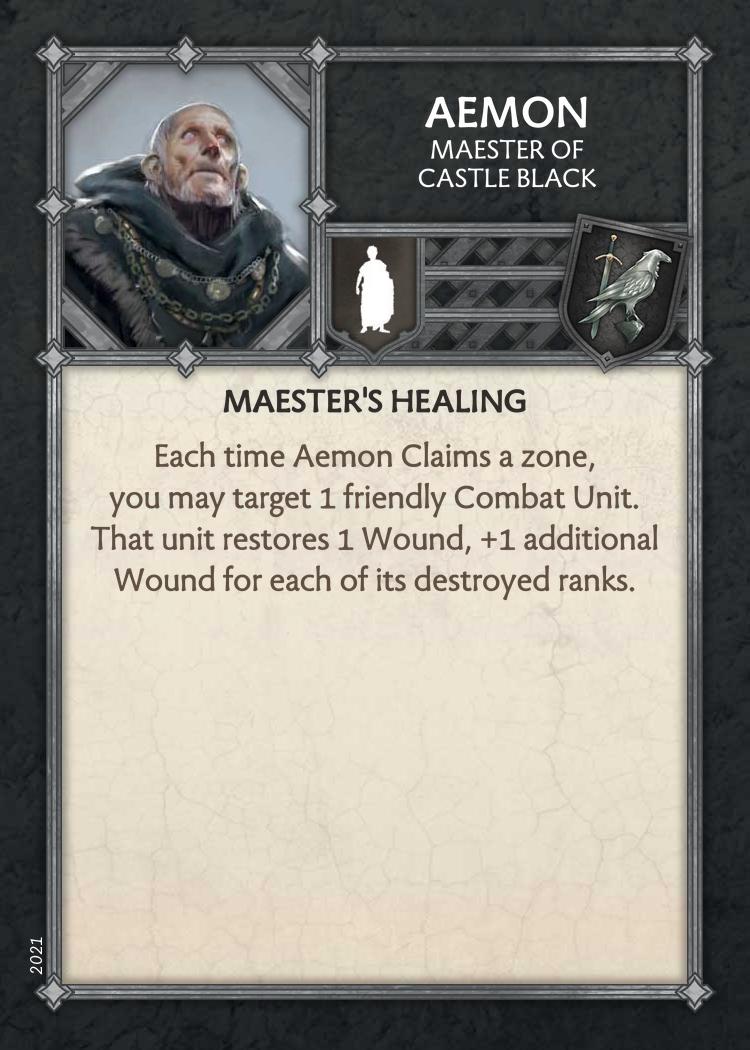 AEMON
MAESTER OF
CASTLE BLACK
MAESTER'S HEALING
Each time Aemon Claims a zone,
you may target 1 friendly Combat Unit.
That unit restores 1 Wound, +1 additional
Wound for each of its destroyed ranks.
2021